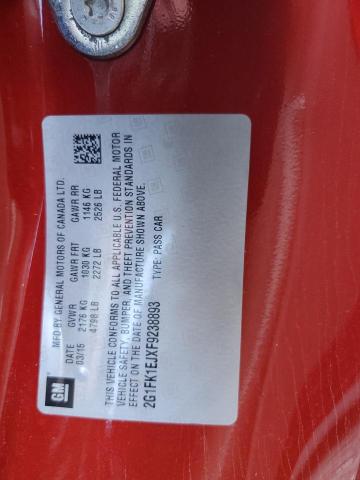 GM
MFD BY GENERAL MOTORS OF CANADA LTD.
DATE GVWR GAWR FRT GAWR RR
03/15 2176 KG 1030 KG 1146 KG
4798 LB 2272 LB 2526 LB
THIS VEHICLE CONFORMS TO ALL APPLICABLE U.S. FEDERAL MOTOR
VEHICLE SAFETY, BUMPER, AND THEFT PREVENTION STANDARDS IN
EFFECT ON THE DATE OF MANUFACTURE SHOWN ABOVE.
2G1FK1EJXF9238893 TYPE: PASS CAR